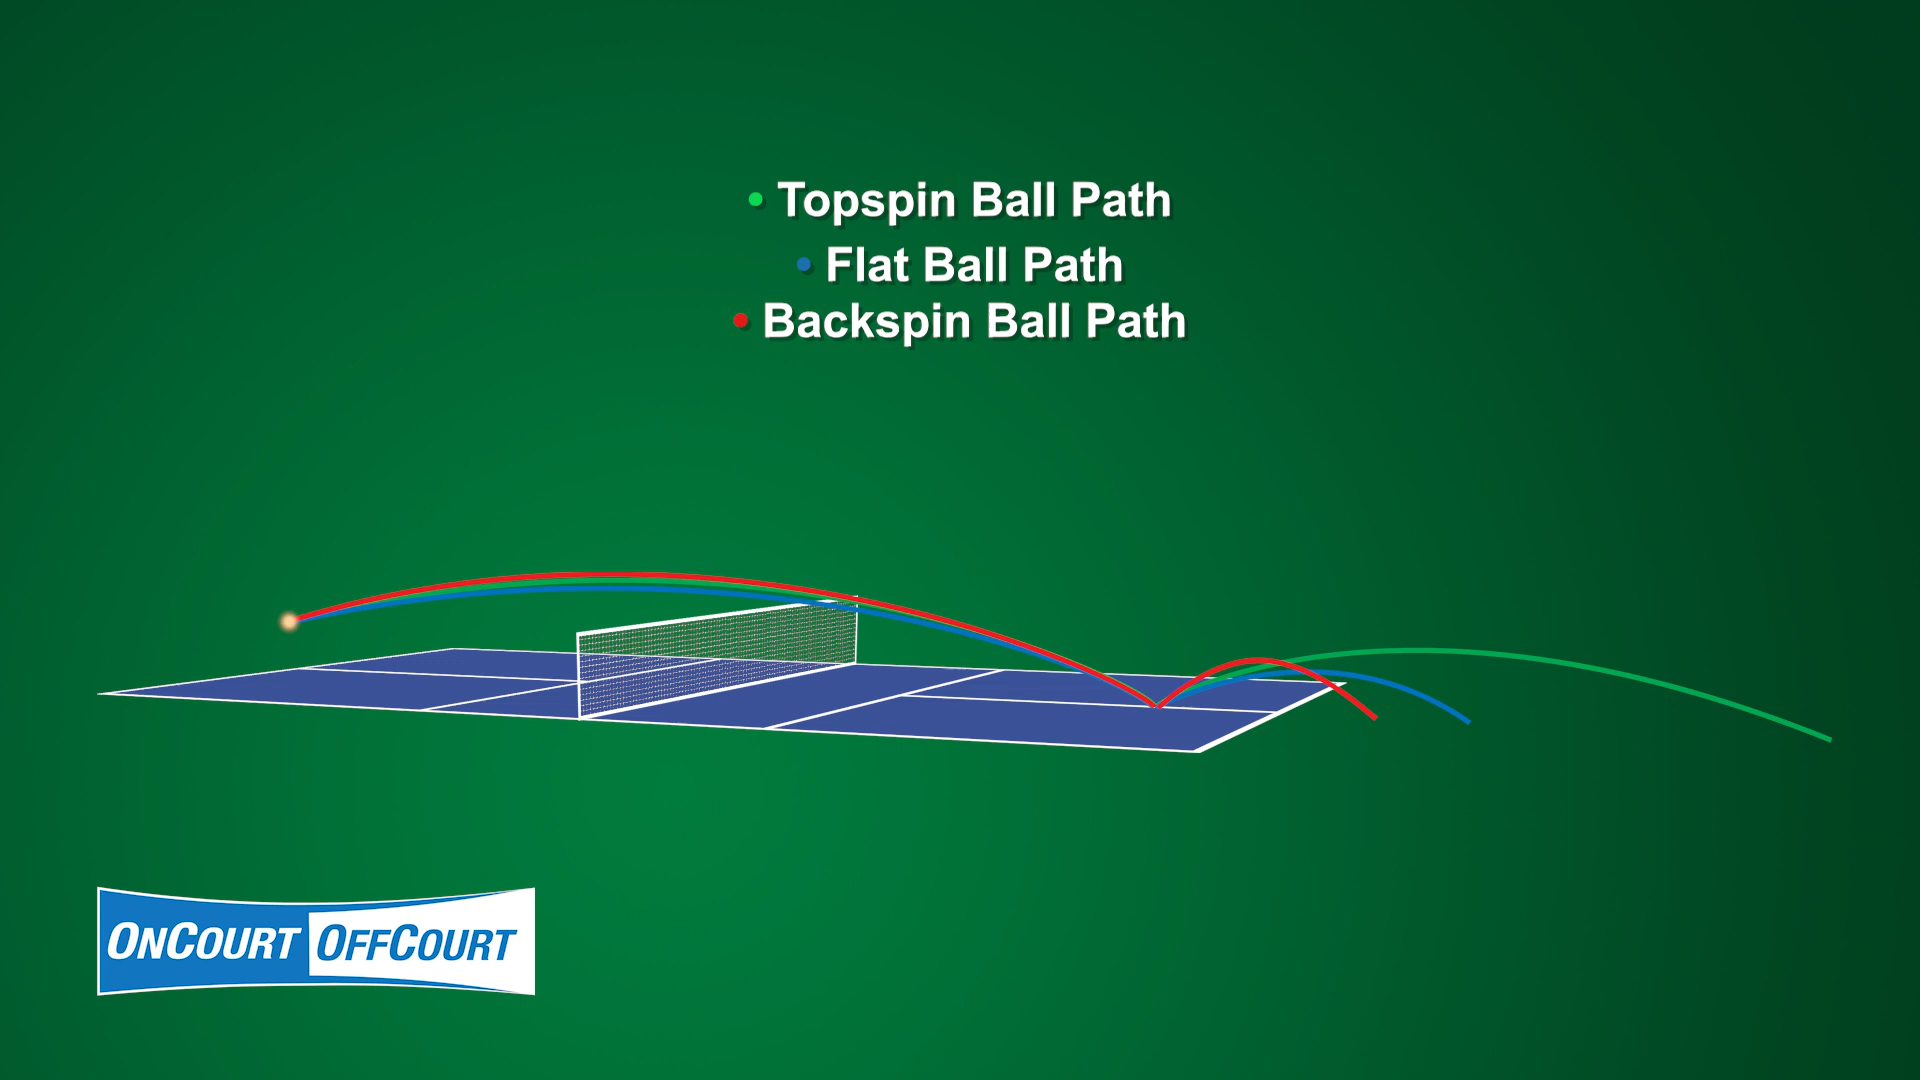 • Topspin Ball Path
• Flat Ball Path
• Backspin Ball Path
ONCOURT OFFCOURT